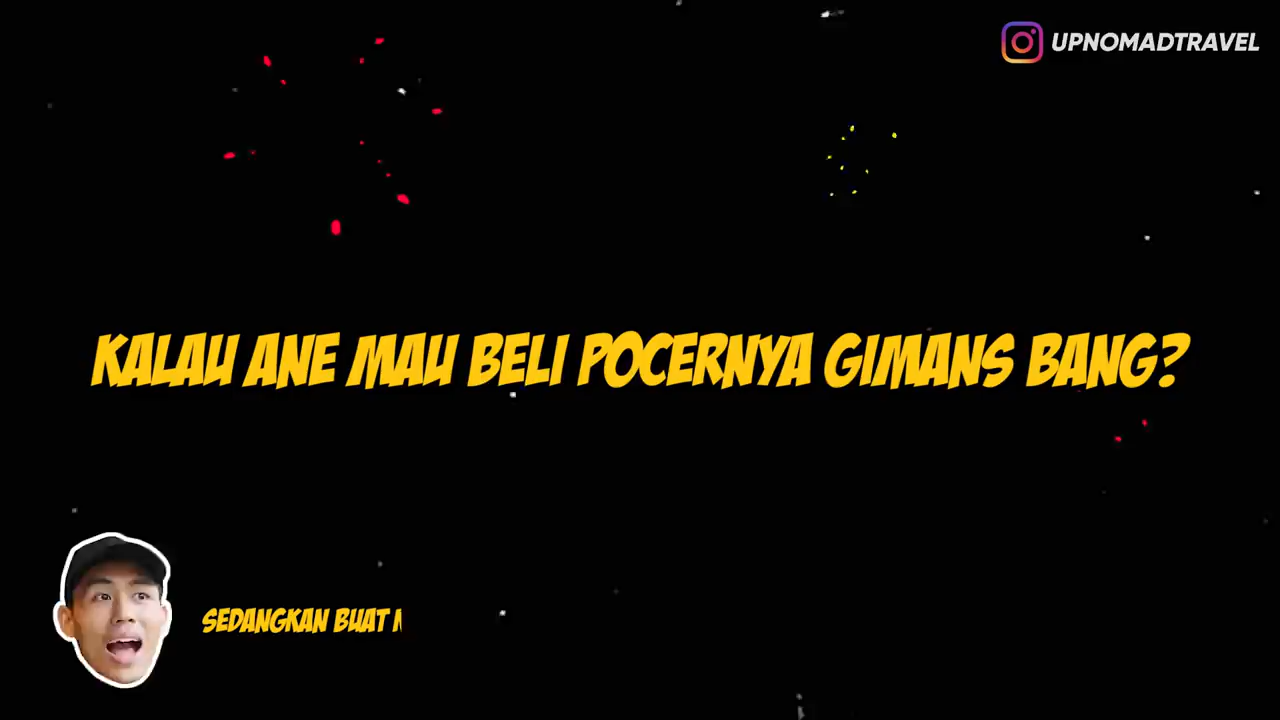 UPNOMADTRAVEL
KALAU ANE MAU BELI POCERNYA GIMANS BANG?
SEDANGKAN BUAT